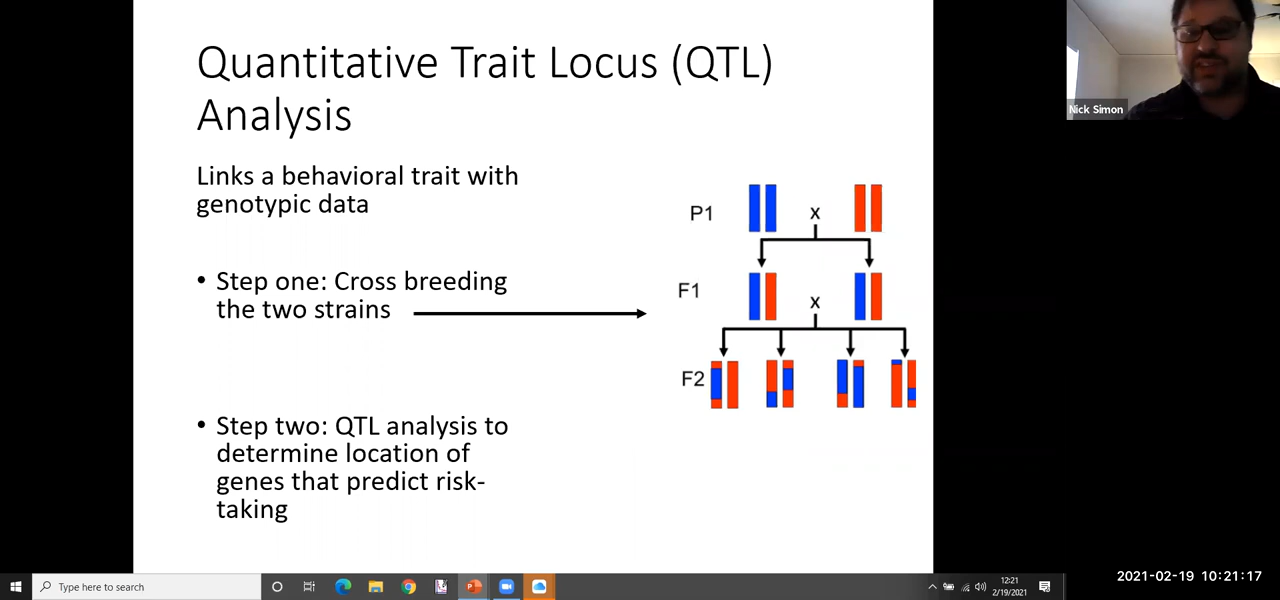 Quantitative Trait Locus (QTL)
Analysis
Links a behavioral trait with
genotypic data
• Step one: Cross breeding
the two strains
• Step two: QTL analysis to
determine location of
genes that predict risk-
taking
P1
x
F1
x
F2
Nick Simon
Type here to search
12:21
2/19/2021
2021-02-19 10:21:17